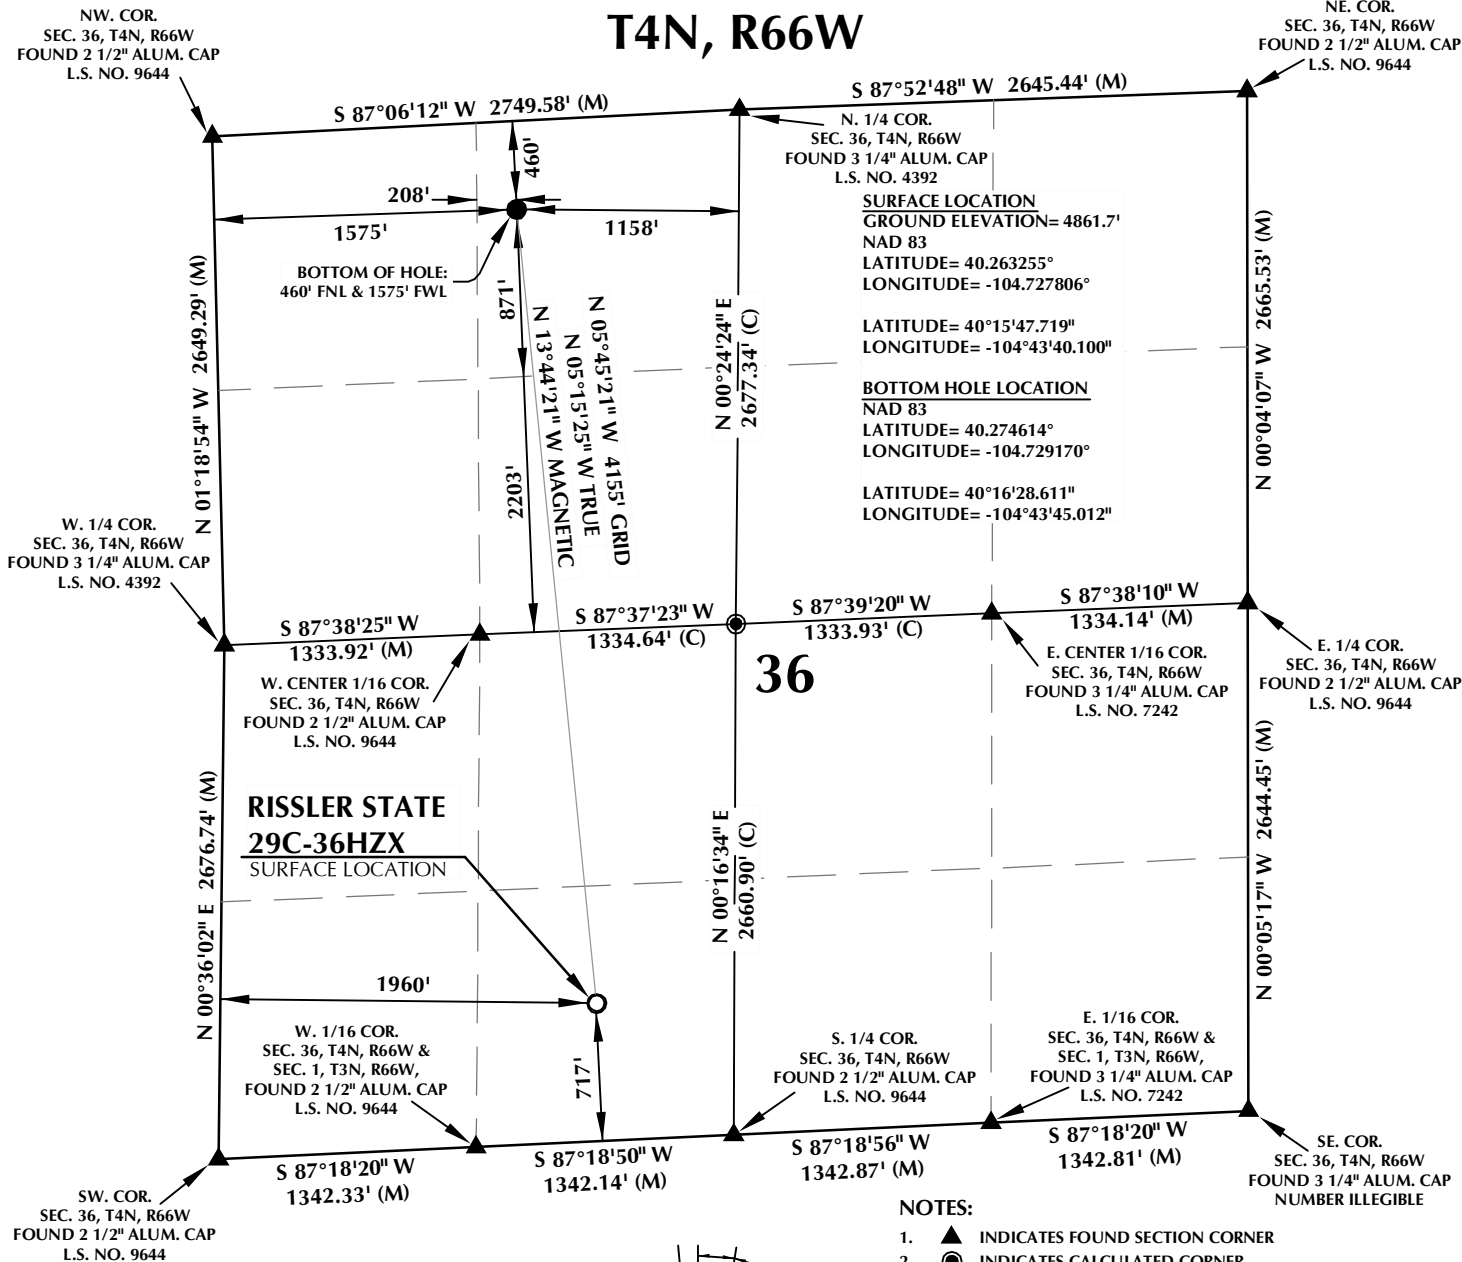 T4N, R66W
NW. COR.
SEC. 36, T4N, R66W
FOUND 2 1/2" ALUM. CAP
L.S. NO. 9644
NE. COR.
SEC. 36, T4N, R66W
FOUND 2 1/2" ALUM. CAP
L.S. NO. 9644
S 87°06'12" W 2749.58' (M)
S 87°52'48" W 2645.44' (M)
N. 1/4 COR.
SEC. 36, T4N, R66W
FOUND 3 1/4" ALUM. CAP
L.S. NO. 4392
460'
208'
1575'
1158'
BOTTOM OF HOLE:
460' FNL & 1575' FWL
SURFACE LOCATION
GROUND ELEVATION= 4861.7'
NAD 83
LATITUDE= 40.263255°
LONGITUDE= -104.727806°
LATITUDE= 40°15'47.719"
LONGITUDE= -104°43'40.100"
BOTTOM HOLE LOCATION
NAD 83
LATITUDE= 40.274614°
LONGITUDE= -104.729170°
LATITUDE= 40°16'28.611"
LONGITUDE= -104°43'45.012"
N 01°18'54" W 2649.29' (M)
871'
2203'
N 05°45'21" W 4155' GRID
N 05°15'25" W TRUE
N 13°44'21" W MAGNETIC
N 00°24'24" E
2677.34' (C)
N 00°04'07" W 2665.53' (M)
W. 1/4 COR.
SEC. 36, T4N, R66W
FOUND 3 1/4" ALUM. CAP
L.S. NO. 4392
S 87°38'25" W
1333.92' (M)
S 87°37'23" W
1334.64' (C)
S 87°39'20" W
1333.93' (C)
S 87°38'10" W
1334.14' (M)
36
W. CENTER 1/16 COR.
SEC. 36, T4N, R66W
FOUND 2 1/2" ALUM. CAP
L.S. NO. 9644
E. CENTER 1/16 COR.
SEC. 36, T4N, R66W
FOUND 3 1/4" ALUM. CAP
L.S. NO. 7242
E. 1/4 COR.
SEC. 36, T4N, R66W
FOUND 2 1/2" ALUM. CAP
L.S. NO. 9644
RISSLER STATE
29C-36HZX
SURFACE LOCATION
N 00°36'02" E 2676.74' (M)
N 00°16'34" E
2660.90' (C)
N 00°05'17" W 2644.45' (M)
1960'
717'
W. 1/16 COR.
SEC. 36, T4N, R66W &
SEC. 1, T3N, R66W,
FOUND 2 1/2" ALUM. CAP
L.S. NO. 9644
S. 1/4 COR.
SEC. 36, T4N, R66W
FOUND 2 1/2" ALUM. CAP
L.S. NO. 9644
E. 1/16 COR.
SEC. 36, T4N, R66W &
SEC. 1, T3N, R66W,
FOUND 3 1/4" ALUM. CAP
L.S. NO. 7242
S 87°18'20" W
1342.33' (M)
S 87°18'50" W
1342.14' (M)
S 87°18'56" W
1342.87' (M)
S 87°18'20" W
1342.81' (M)
SW. COR.
SEC. 36, T4N, R66W
FOUND 2 1/2" ALUM. CAP
L.S. NO. 9644
SE. COR.
SEC. 36, T4N, R66W
FOUND 3 1/4" ALUM. CAP
NUMBER ILLEGIBLE
NOTES:
1. INDICATES FOUND SECTION CORNER
2. INDICATES CALCULATED CORNER